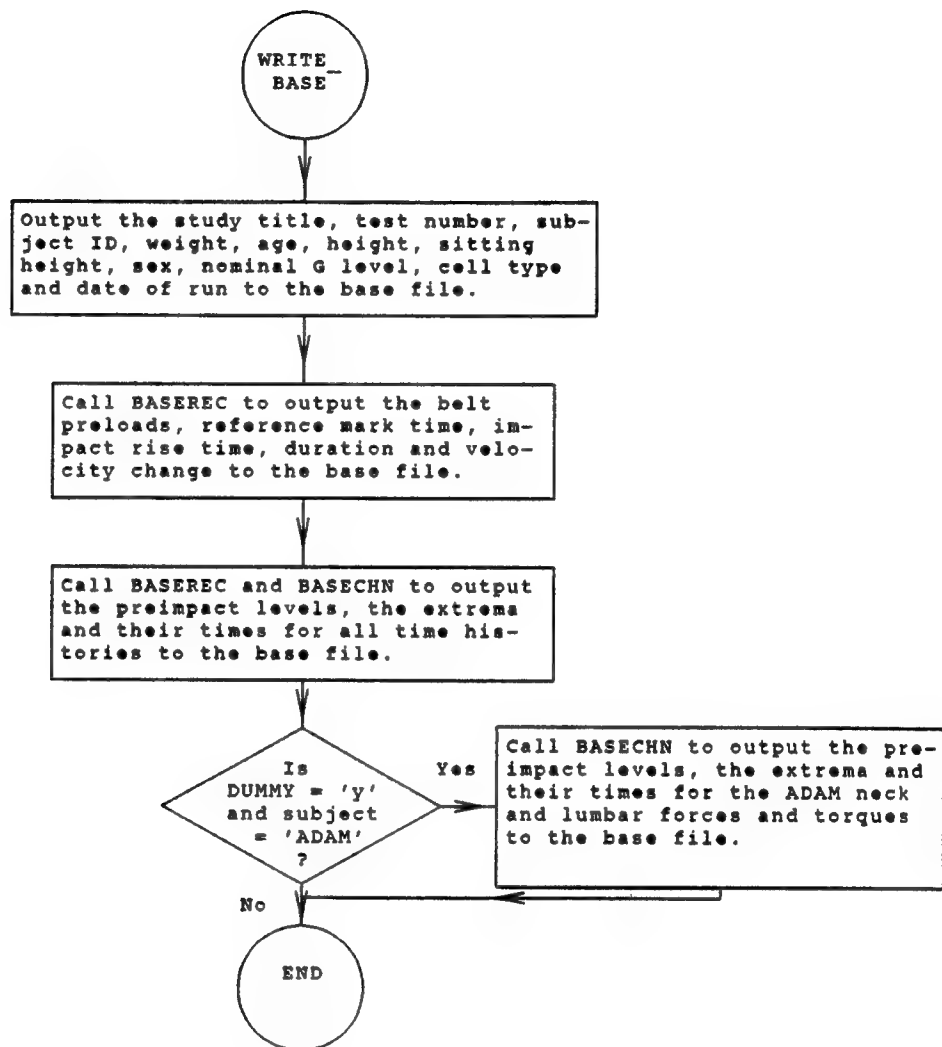 WRITE_
BASE
Output the study title, test number, sub-
ject ID, weight, age, height, sitting
height, sex, nominal G level, cell type
and date of run to the base file.
Call BASEREC to output the belt
preloads, reference mark time, im-
pact rise time, duration and velo-
city change to the base file.
Call BASEREC and BASECHN to output
the preimpact levels, the extrema
and their times for all time his-
tories to the base file.
Is
DUMMY = 'y'
and subject
= 'ADAM'
?
Yes
Call BASECHN to output the pre-
impact levels, the extrema and
their times for the ADAM neck
and lumbar forces and torques
to the base file.
No
END